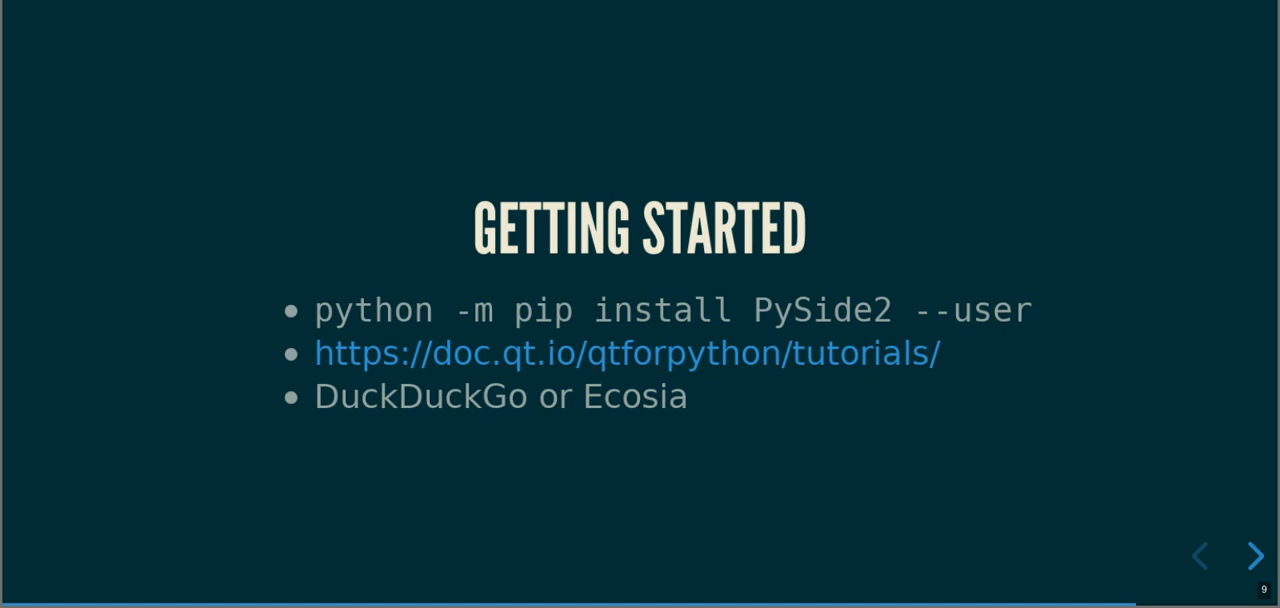 GETTING STARTED
python -m pip install PySide2 --user
https://doc.qt.io/qtforpython/tutorials/
DuckDuckGo or Ecosia
9